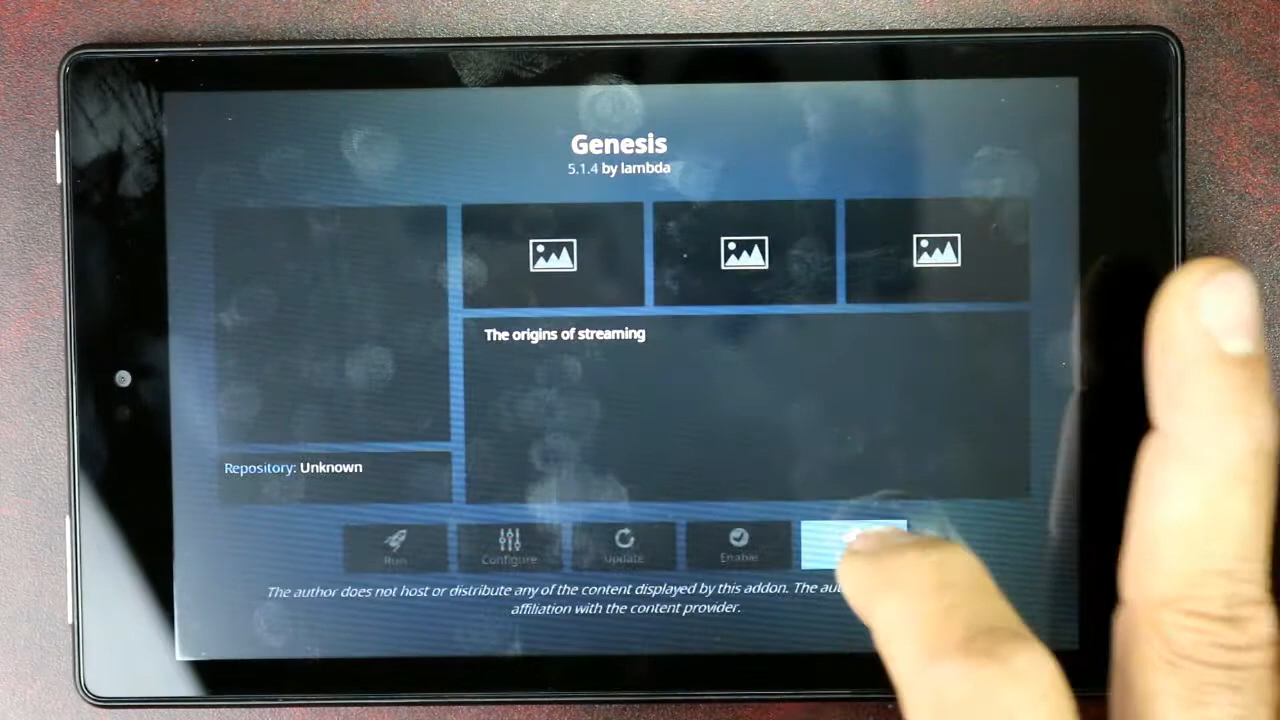 Genesis
5.1.4 by lambda
The origins of streaming
Repository: Unknown
Run
Configure
Update
Enable
The author does not host or distribute any of the content displayed by this addon. The
affiliation with the content provider.